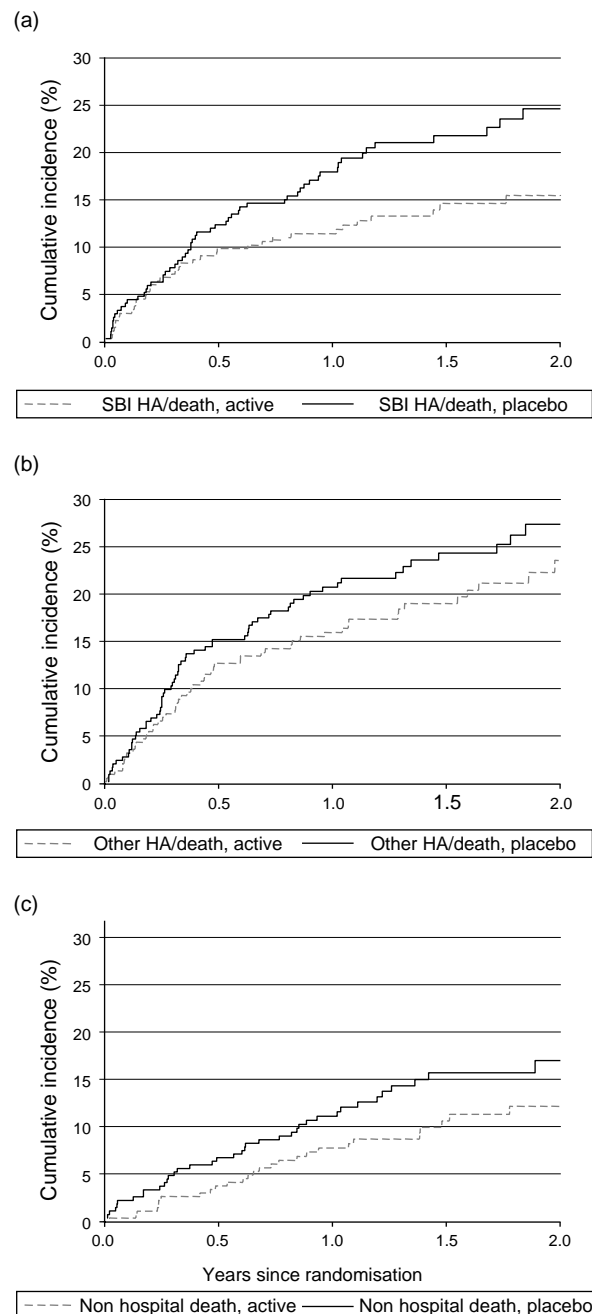 (a)
Cumulative incidence (%)
30
25
20
15
10
5
0
0.0 0.5 1.0 1.5 2.0
SBI HA/death, active SBI HA/death, placebo
(b)
Cumulative incidence (%)
30
25
20
15
10
5
0
0.0 0.5 1.0 1.5 2.0
Other HA/death, active Other HA/death, placebo
(c)
Cumulative incidence (%)
30
25
20
15
10
5
0
0.0 0.5 1.0 1.5 2.0
Years since randomisation
Non hospital death, active Non hospital death, placebo